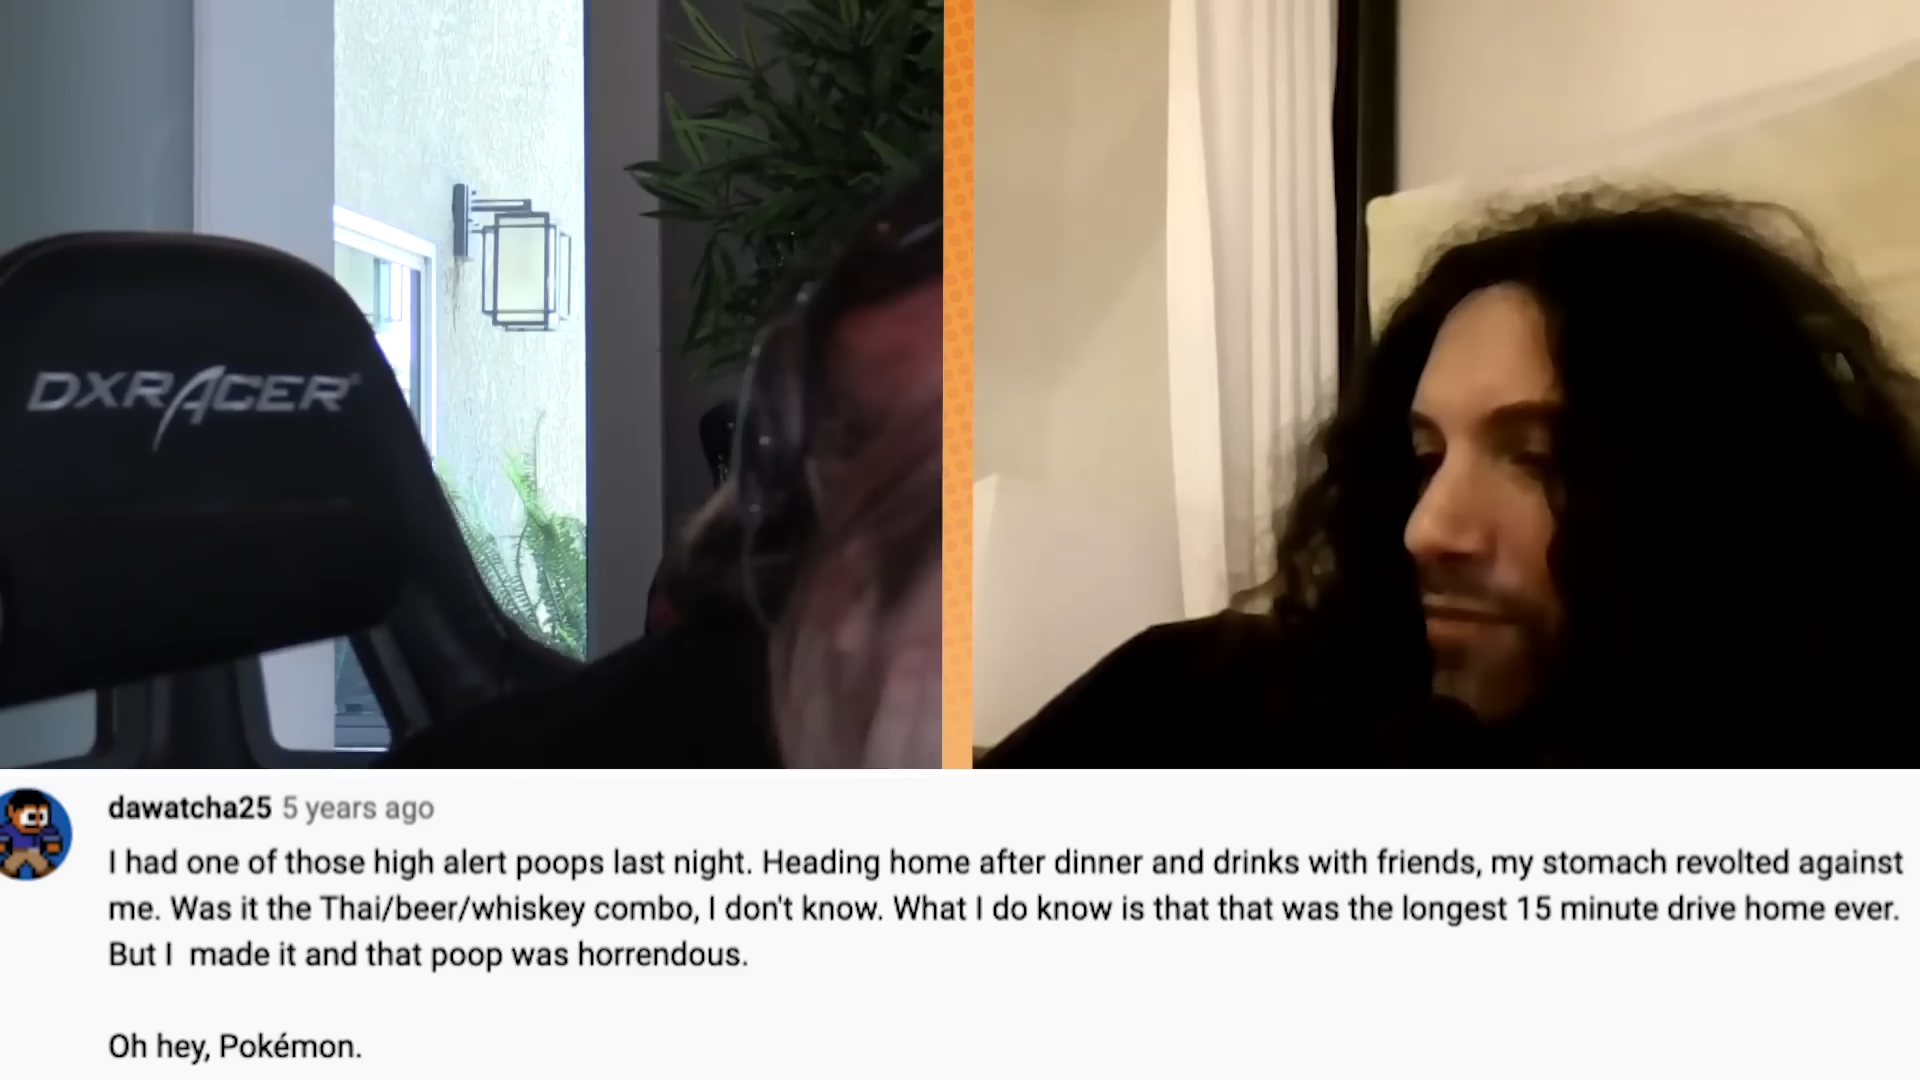 DXRACER
dawatcha25 5 years ago
I had one of those high alert poops last night. Heading home after dinner and drinks with friends, my stomach revolted against
me. Was it the Thai/beer/whiskey combo, I don't know. What I do know is that that was the longest 15 minute drive home ever.
But I  made it and that poop was horrendous.
Oh hey, Pokémon.